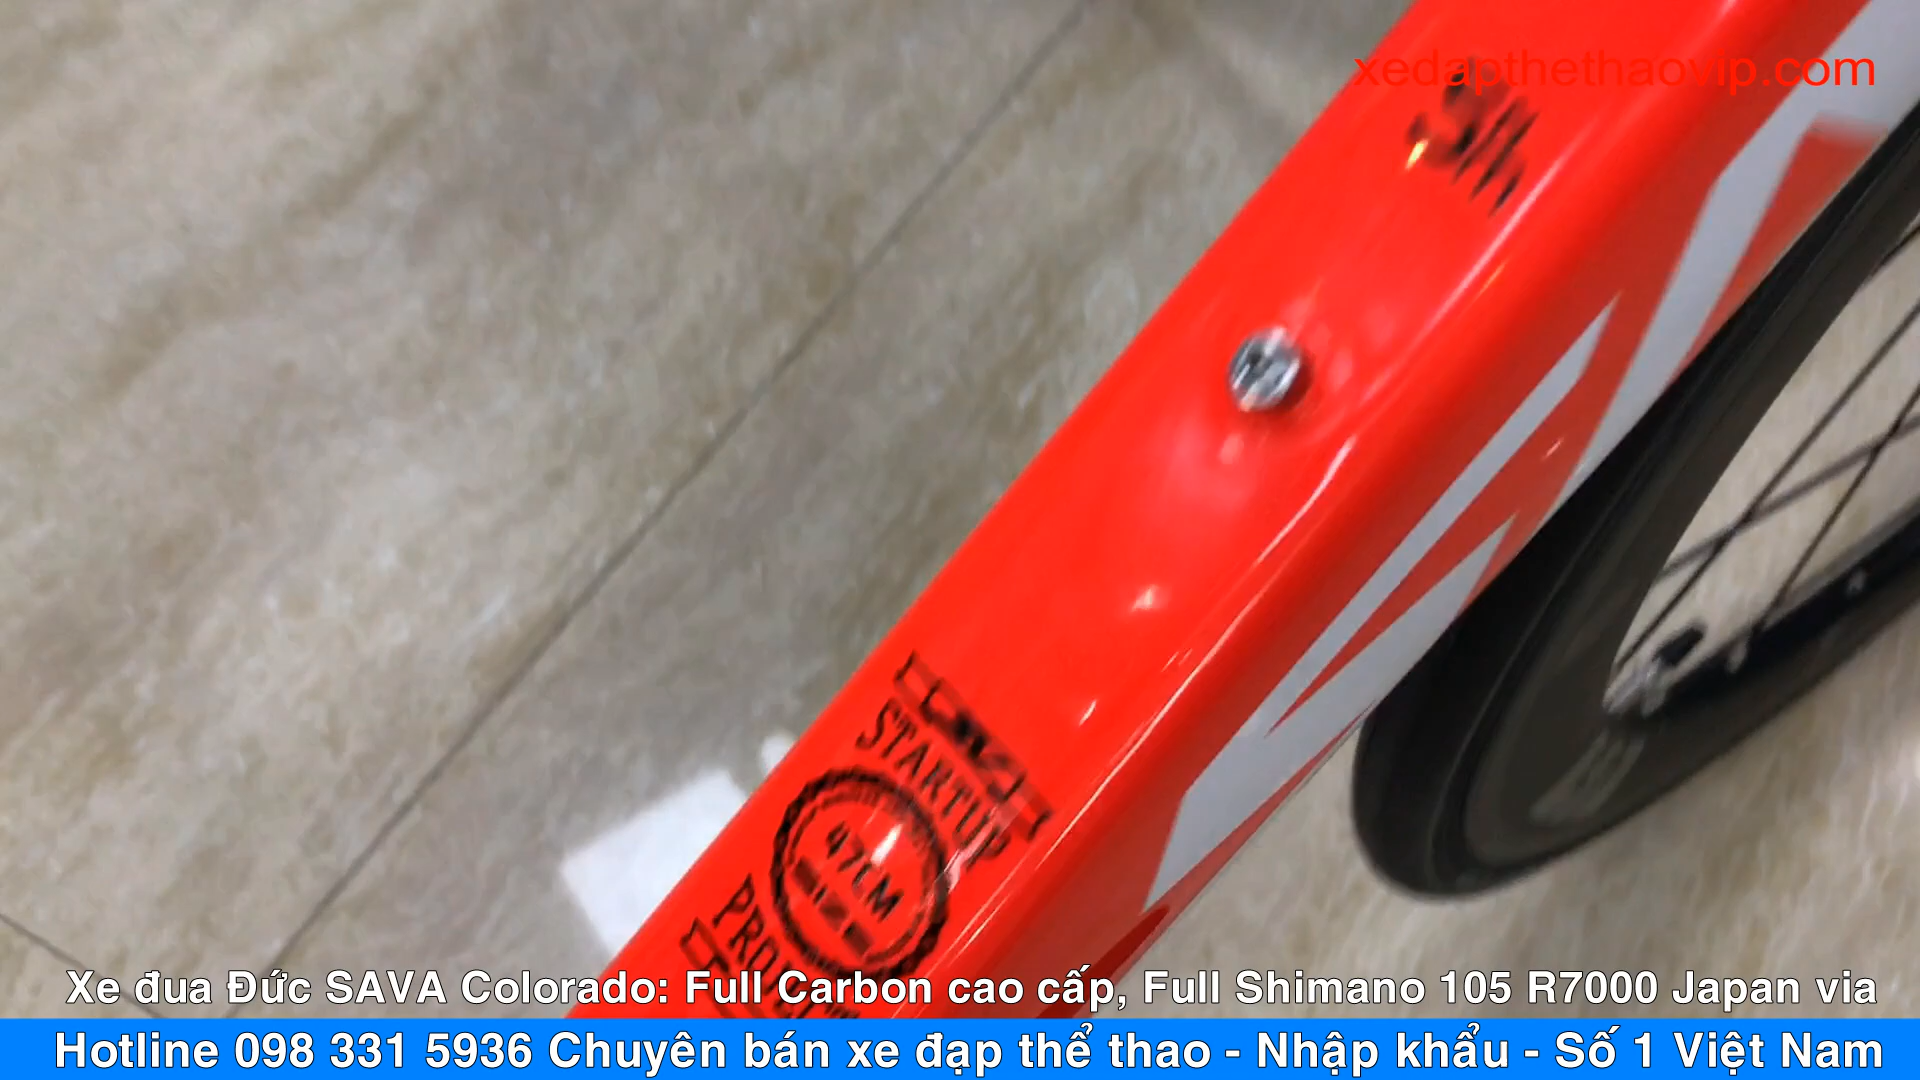 xedapthethaovip.com
STARTUP
47CM
SIZE
Xe đua Đức SAVA Colorado: Full Carbon cao cấp, Full Shimano 105 R7000 Japan via
Hotline 098 331 5936 Chuyên bán xe đạp thể thao - Nhập khẩu - Số 1 Việt Nam